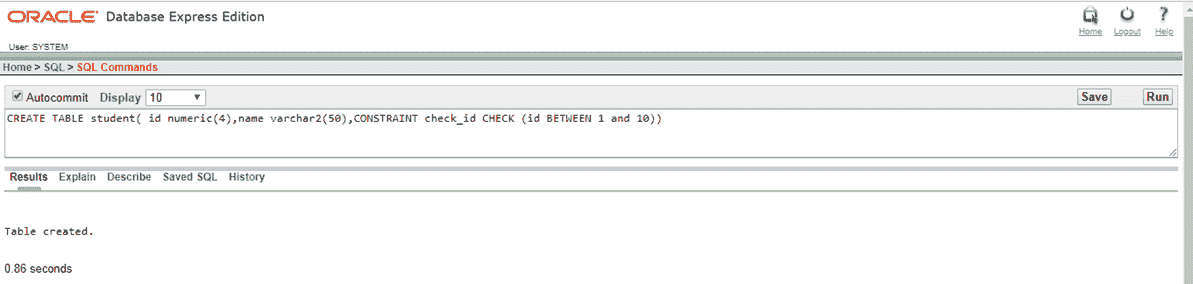 ORACLE® Database Express Edition
Home Logout Help
User: SYSTEM
Home > SQL > SQL Commands
Autocommit Display 10 Save Run
CREATE TABLE student( id numeric(4),name varchar2(50),CONSTRAINT check_id CHECK (id BETWEEN 1 and 10))
Results Explain Describe Saved SQL History
Table created.
0.86 seconds